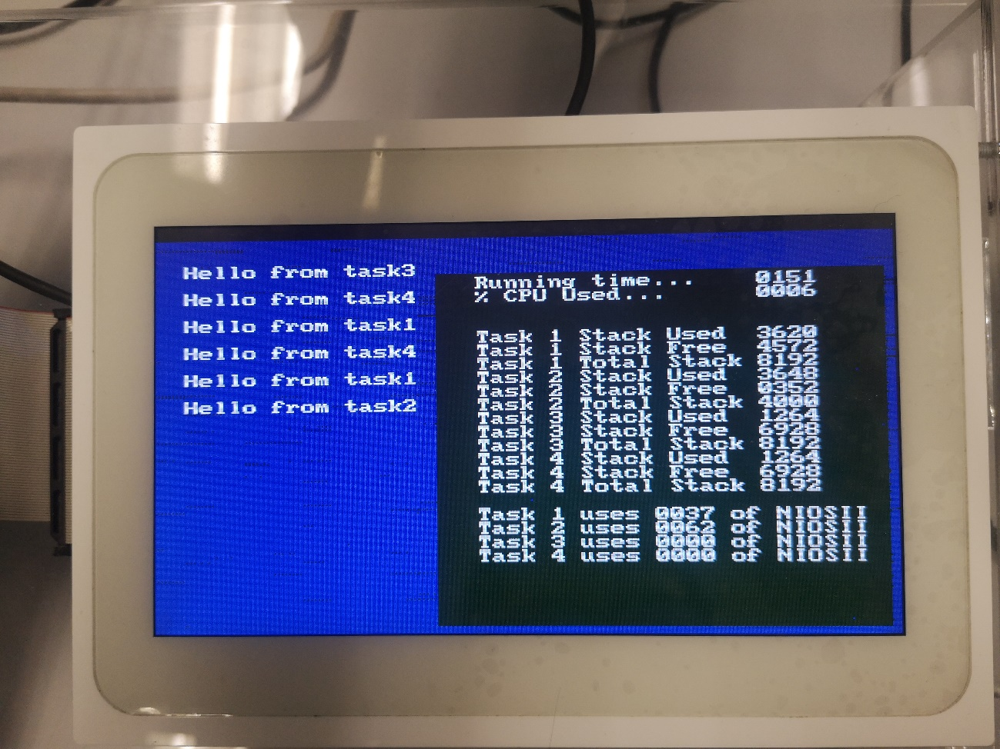 Hello from task3
Hello from task4
Hello from task1
Hello from task4
Hello from task1
Hello from task2
Running time... 0151
% CPU Used... 0006
Task 1 Stack Used 3620
Task 1 Stack Free 4572
Task 1 Total Stack 8192
Task 2 Stack Used 3648
Task 2 Stack Free 0352
Task 2 Total Stack 4000
Task 3 Stack Used 1264
Task 3 Stack Free 6928
Task 3 Total Stack 8192
Task 4 Stack Used 1264
Task 4 Stack Free 6928
Task 4 Total Stack 8192
Task 1 uses 0037 of NIOSII
Task 2 uses 0062 of NIOSII
Task 3 uses 0000 of NIOSII
Task 4 uses 0000 of NIOSII